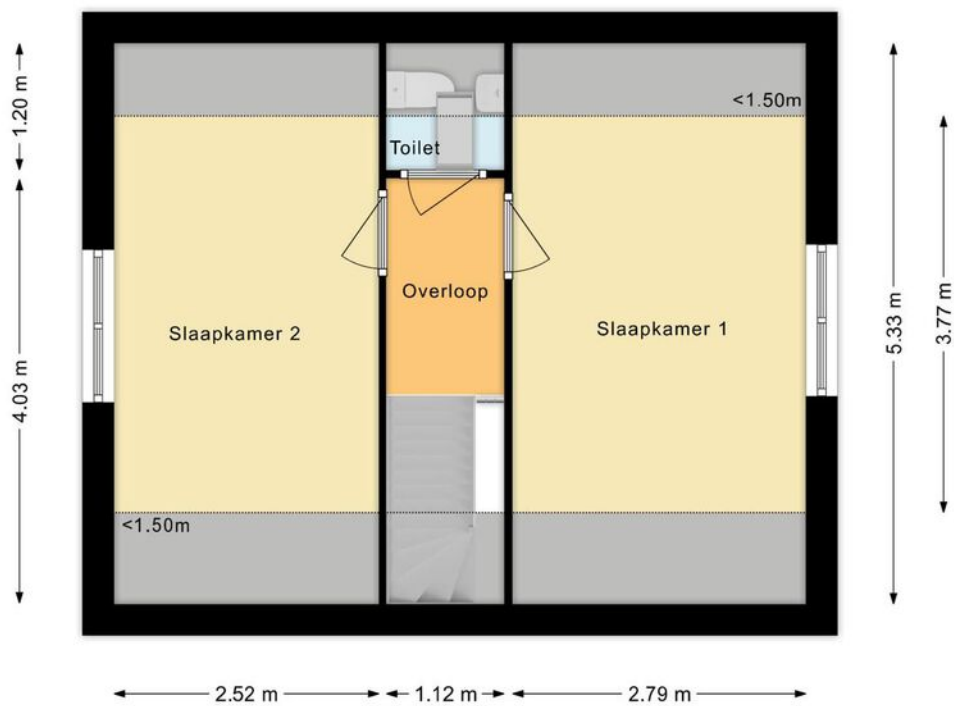 1.20 m
<1.50m
Toilet
Overloop
Slaapkamer 2
Slaapkamer 1
4.03 m
5.33 m
3.77 m
<1.50m
2.52 m
1.12 m
2.79 m